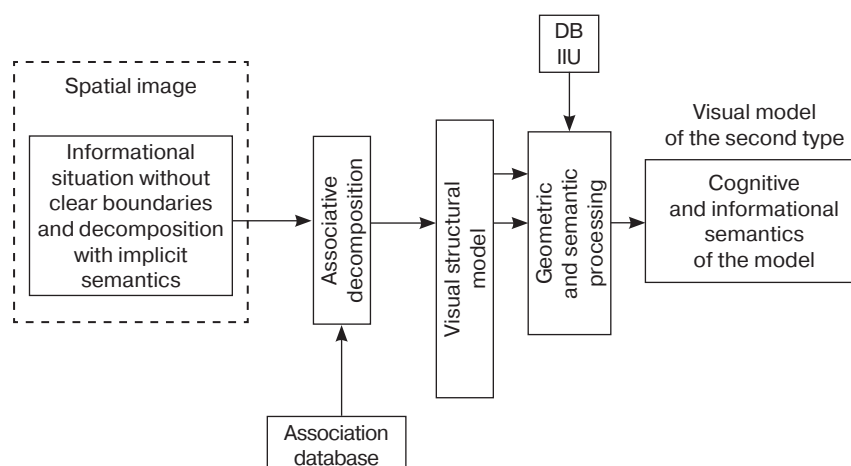 DB
IIU
Spatial image
Informational
situation without
clear boundaries
and decomposition
with implicit
semantics
Associative
decomposition
Visual structural
model
Geometric
and semantic
processing
Visual model
of the second type
Cognitive
and informational
semantics
of the model
Association
database